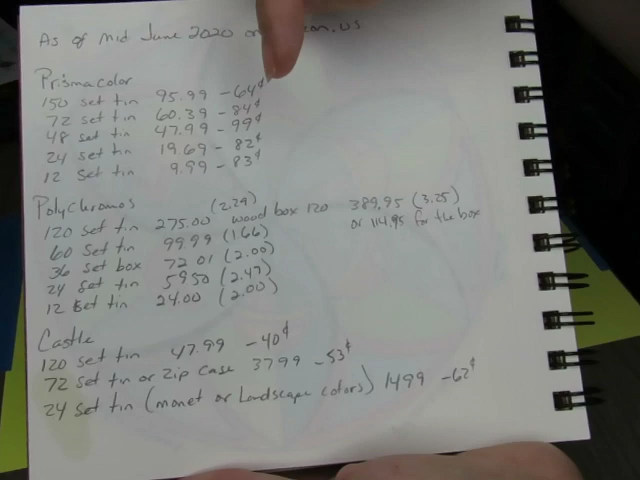 As of mid June 2020 on .US
Prismacolor
150 set tin 95.99 - 64¢
72 set tin 60.39 - 84¢
48 set tin 47.99 - 99¢
24 set tin 19.69 - 82¢
12 set tin 9.99 - 83¢
Polychromos
120 set tin 275.00 (2.29) wood box 120 389.95 (3.25)
or 114.95 for the box
60 set tin 99.99 (1.66)
36 set box 72.01 (2.00)
24 set tin 59.50 (2.47)
12 set tin 24.00 (2.00)
Castle
120 set tin 47.99 - 40¢
72 set tin or zip case 3799 - 53¢
24 set tin (monet or Landscape colors) 1499 - 62¢